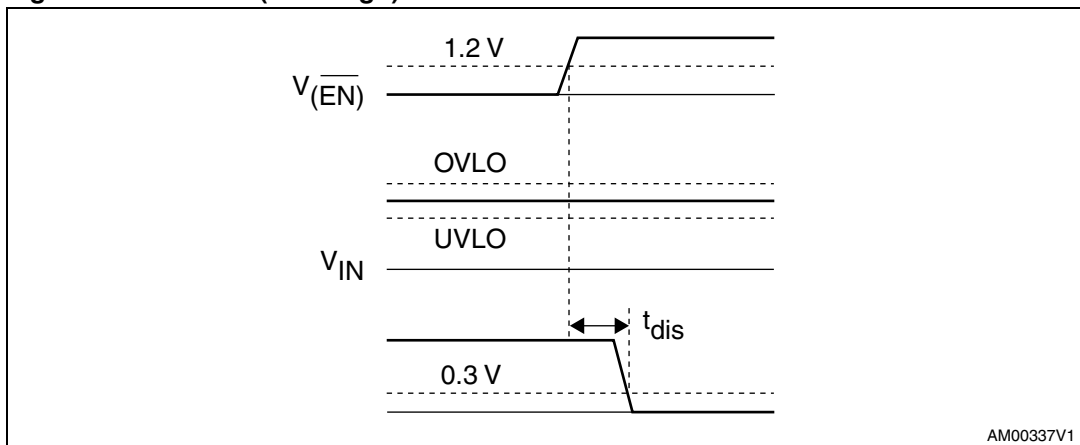 1.2 V
V(EN)
OVLO
UVLO
VIN
tdis
0.3 V
AM00337V1